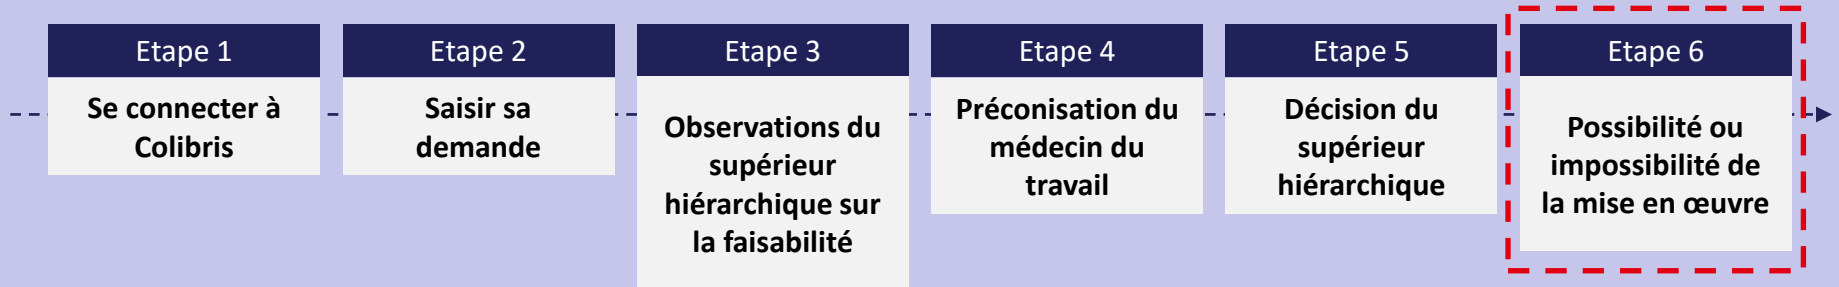 Etape 1
Se connecter à
Colibris
Etape 2
Saisir sa
demande
Etape 3
Observations du
supérieur
hiérarchique sur
la faisabilité
Etape 4
Préconisation du
médecin du
travail
Etape 5
Décision du
supérieur
hiérarchique
Etape 6
Possibilité ou
impossibilité de
la mise en œuvre